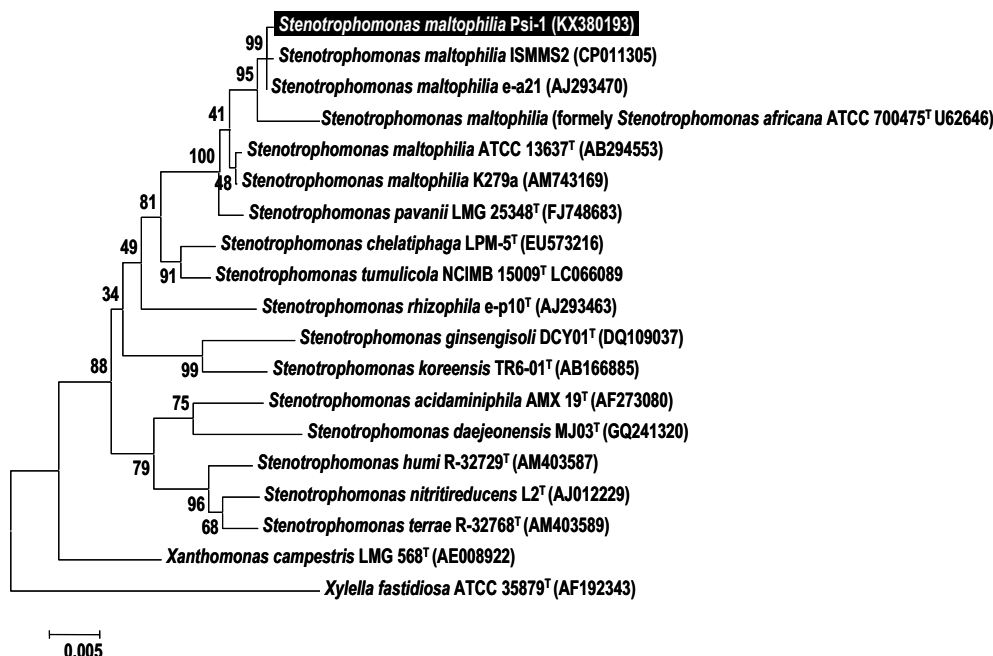 Stenotrophomonas maltophilia Psi-1 (KX380193)
99
Stenotrophomonas maltophilia ISMMS2 (CP011305)
95
Stenotrophomonas maltophilia e-a21 (AJ293470)
41
Stenotrophomonas maltophilia (formely Stenotrophomonas africana ATCC 700475ᵀ U62646)
100
Stenotrophomonas maltophilia ATCC 13637ᵀ (AB294553)
48
Stenotrophomonas maltophilia K279a (AM743169)
81
Stenotrophomonas pavanii LMG 25348ᵀ (FJ748683)
49
Stenotrophomonas chelatiphaga LPM-5ᵀ (EU573216)
91
Stenotrophomonas tumulicola NCIMB 15009ᵀ LC066089
34
Stenotrophomonas rhizophila e-p10ᵀ (AJ293463)
Stenotrophomonas ginsengisoli DCY01ᵀ (DQ109037)
99
Stenotrophomonas koreensis TR6-01ᵀ (AB166885)
88
75
Stenotrophomonas acidaminiphila AMX 19ᵀ (AF273080)
Stenotrophomonas daejeonensis MJ03ᵀ (GQ241320)
79
Stenotrophomonas humi R-32729ᵀ (AM403587)
96
Stenotrophomonas nitritireducens L2ᵀ (AJ012229)
68
Stenotrophomonas terrae R-32768ᵀ (AM403589)
Xanthomonas campestris LMG 568ᵀ (AE008922)
Xylella fastidiosa ATCC 35879ᵀ (AF192343)
0.005